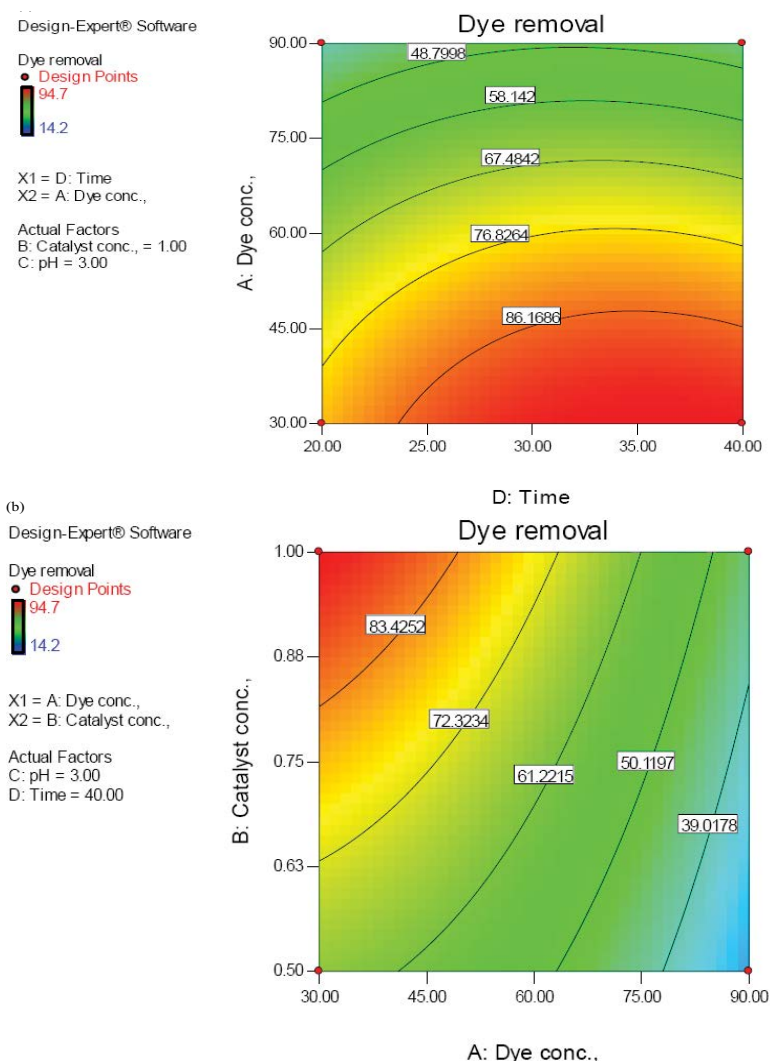 Design-Expert® Software
Dye removal
Design Points
94.7
14.2
X1 = D: Time
X2 = A: Dye conc.,
Actual Factors
B: Catalyst conc., = 1.00
C: pH = 3.00
Dye removal
90.00
75.00
60.00
45.00
30.00
A: Dye conc.,
48.7998
58.142
67.4842
76.8264
86.1686
20.00 25.00 30.00 35.00 40.00
D: Time
(b)
Design-Expert® Software
Dye removal
Design Points
94.7
14.2
X1 = A: Dye conc.,
X2 = B: Catalyst conc.,
Actual Factors
C: pH = 3.00
D: Time = 40.00
Dye removal
1.00
0.88
0.75
0.63
0.50
B: Catalyst conc.,
83.4252
72.3234
61.2215
50.1197
39.0178
30.00 45.00 60.00 75.00 90.00
A: Dye conc.,